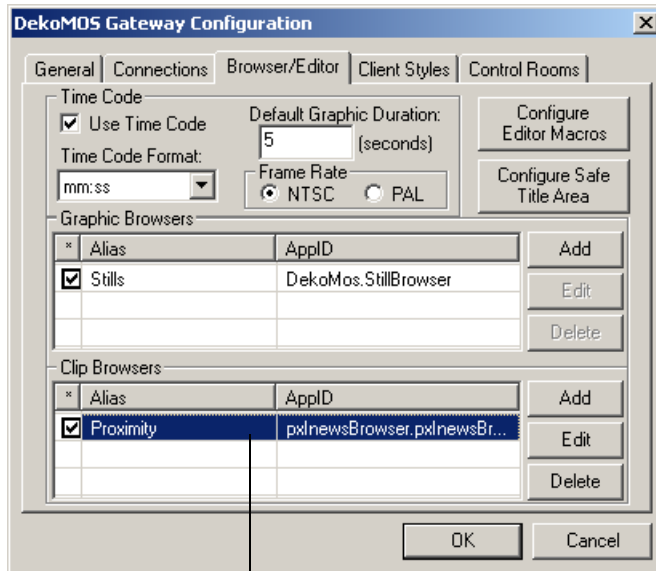 DekoMOS Gateway Configuration
General Connections Browser/Editor Client Styles Control Rooms
Time Code
Use Time Code
Time Code Format:
mm:ss
Default Graphic Duration:
5 (seconds)
Frame Rate
NTSC PAL
Configure
Editor Macros
Configure Safe
Title Area
Graphic Browsers
* Alias AppID
Stills DekoMos.StillBrowser
Add
Edit
Delete
Clip Browsers
* Alias AppID
Proximity pxlnewsBrowser.pxlnewsBr...
Add
Edit
Delete
OK Cancel